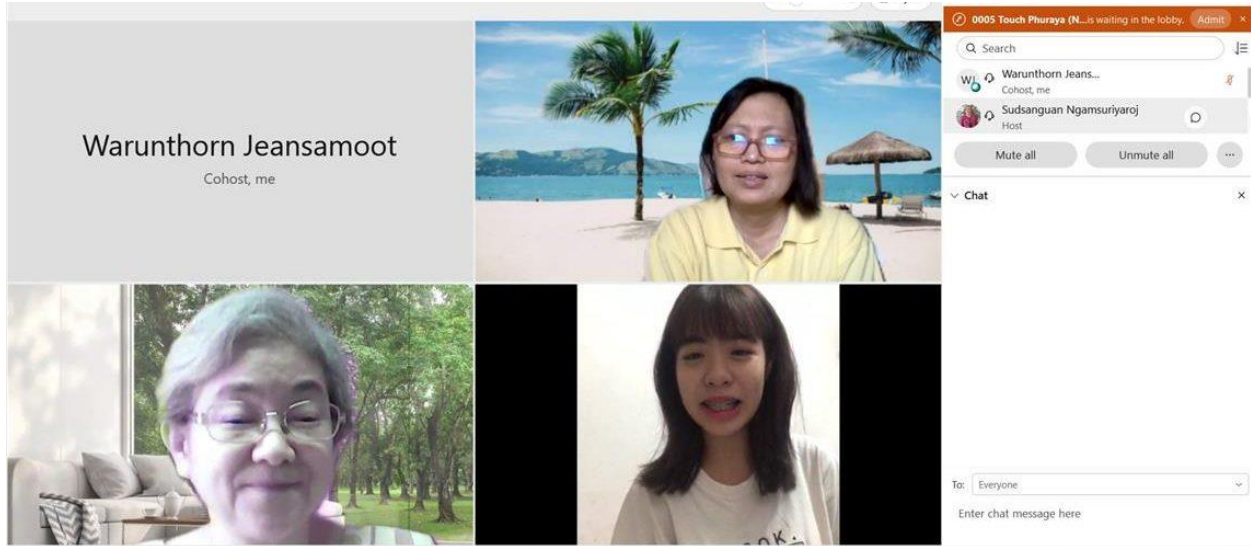 Warunthorn Jeansamoot
Cohost, me
0005 Touch Phuraya (N...is waiting in the lobby.
Admit
Search
WJ
Warunthorn Jeans...
Cohost, me
Sudsanguan Ngamsuriyaroj
Host
Mute all
Unmute all
Chat
To:
Everyone
Enter chat message here